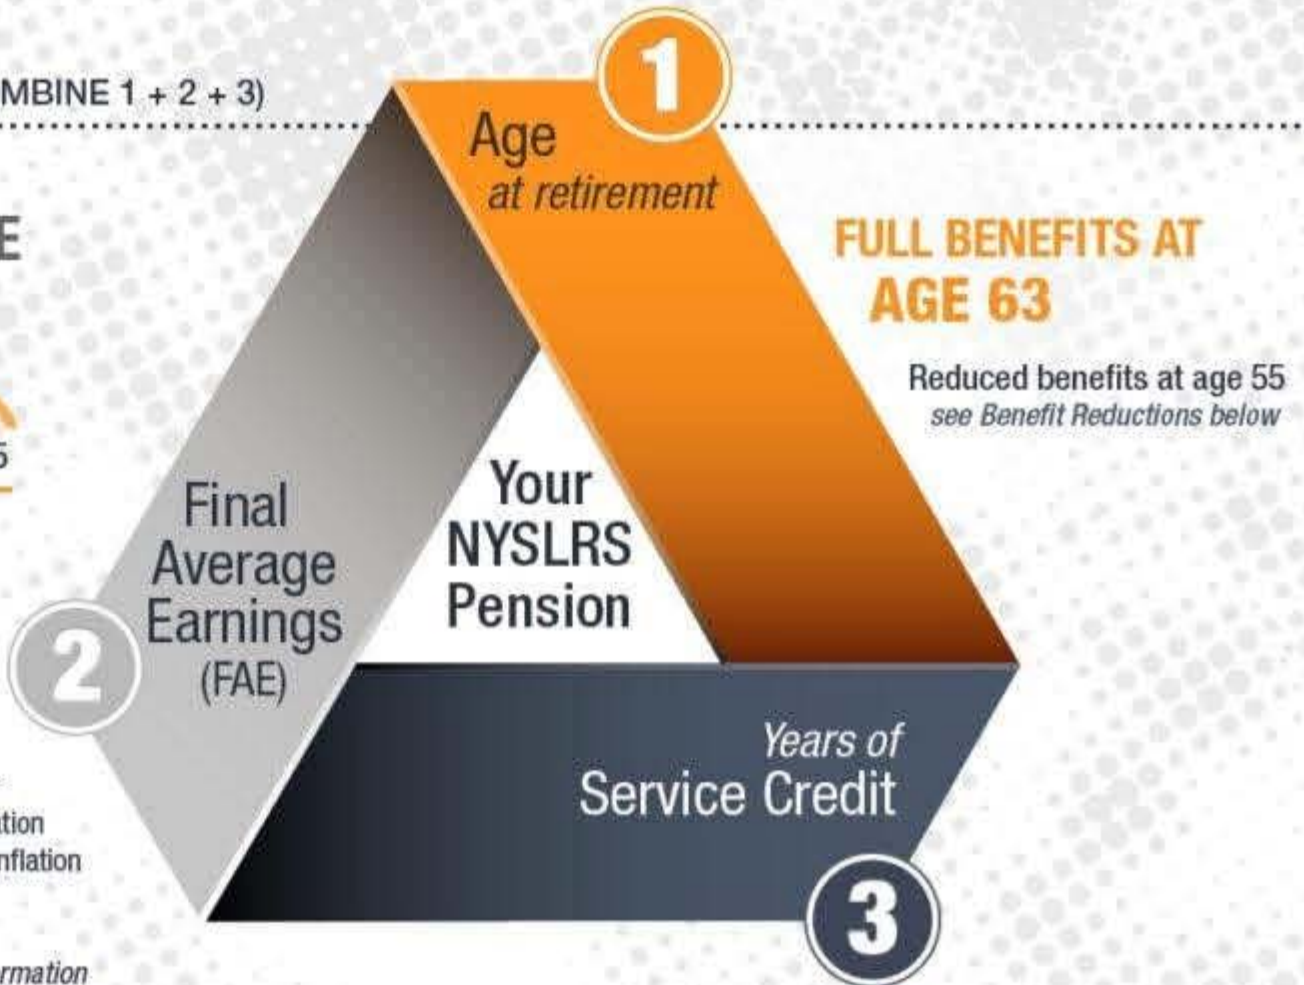 MBINE 1 + 2 + 3)
1
Age
at retirement
E
FULL BENEFITS AT
AGE 63
Reduced benefits at age 55
see Benefit Reductions below
5
Final
Average
Earnings
(FAE)
2
Your
NYSLRS
Pension
Years of
Service Credit
3
tion
nflation
rmation